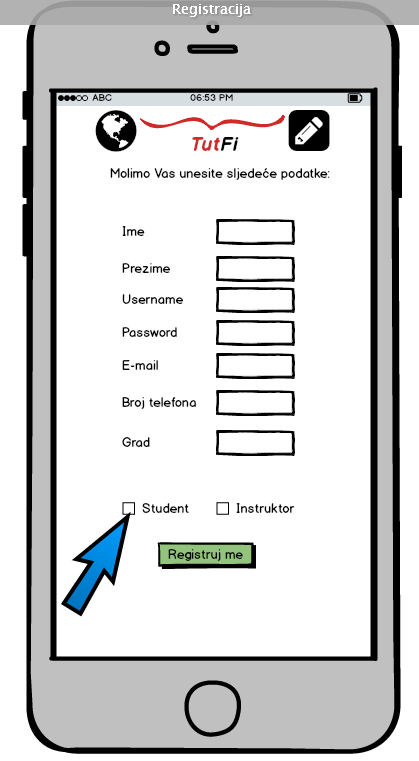 Registracija
ABC 06:53 PM
TutFi
Molimo Vas unesite sljedeće podatke:
Ime
Prezime
Username
Password
E-mail
Broj telefona
Grad
Student Instruktor
Registruj me